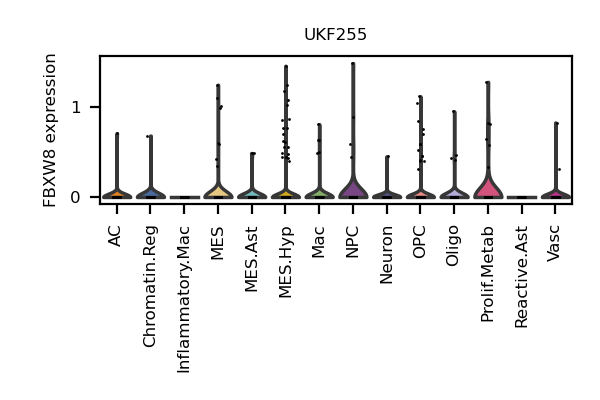 UKF255
FBXW8 expression
1
0
AC
Chromatin.Reg
Inflammatory.Mac
MES
MES.Ast
MES.Hyp
Mac
NPC
Neuron
OPC
Oligo
Prolif.Metab
Reactive.Ast
Vasc